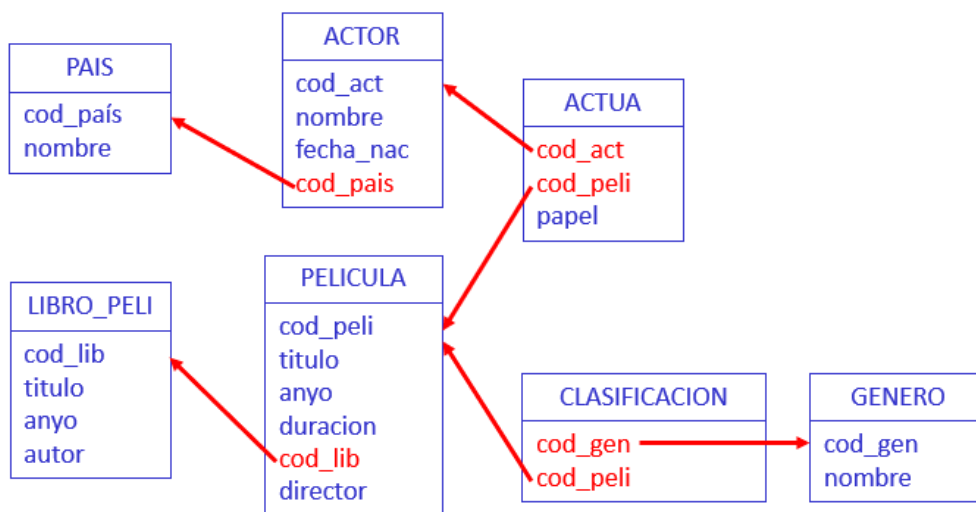 PAIS
cod_país
nombre
ACTOR
cod_act
nombre
fecha_nac
cod_pais
ACTUA
cod_act
cod_peli
papel
LIBRO_PELI
cod_lib
titulo
anyo
autor
PELICULA
cod_peli
titulo
anyo
duracion
cod_lib
director
CLASIFICACION
cod_gen
cod_peli
GENERO
cod_gen
nombre